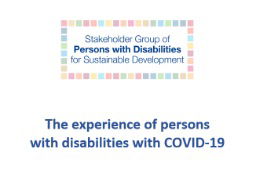 Stakeholder Group of
Persons with Disabilities
for Sustainable Development
The experience of persons
with disabilities with COVID-19